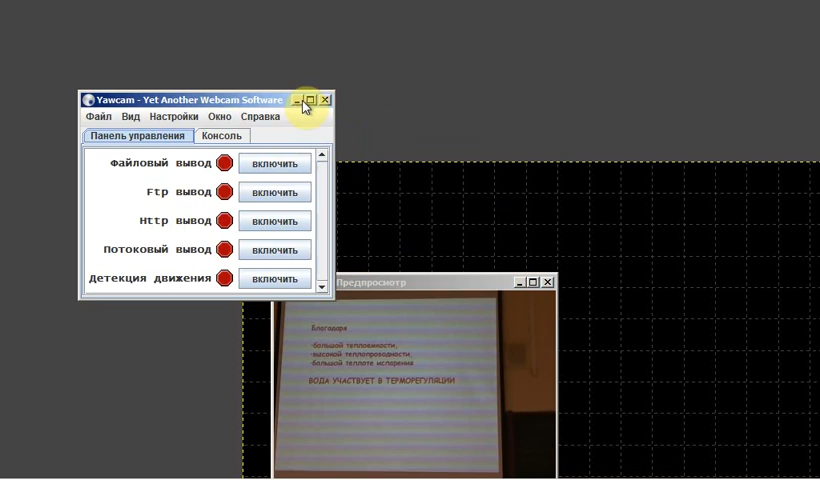 Yawcam - Yet Another Webcam Software
Файл Вид Настройки Окно Справка
Панель управления Консоль
Файловый вывод включить
Ftp вывод включить
Http вывод включить
Потоковый вывод включить
Детекция движения включить
Предпросмотр
Благодаря
-большой теплоемкости,
-высокой теплопроводности,
-большой теплоте испарения
ВОДА УЧАСТВУЕТ В ТЕРМОРЕГУЛЯЦИИ